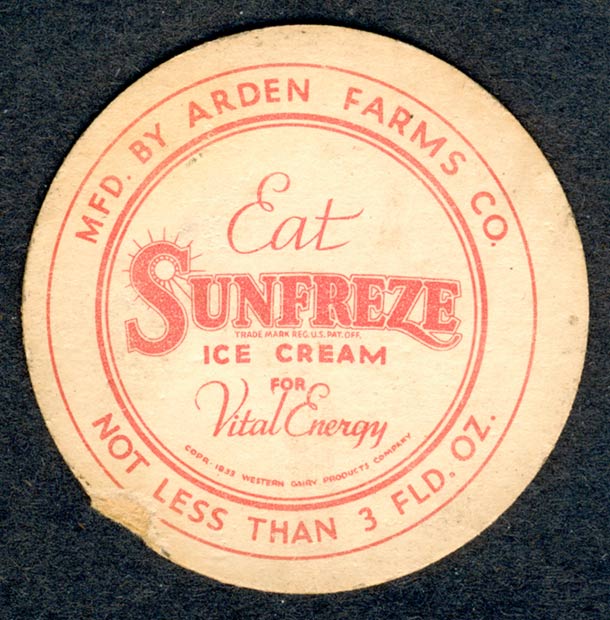 MFD. BY ARDEN FARMS CO.
Eat
SUNFREZE
TRADE MARK REG. U.S. PAT. OFF.
ICE CREAM
FOR
Vital Energy
COPR. 1933 WESTERN DAIRY PRODUCTS COMPANY
NOT LESS THAN 3 FLD. OZ.